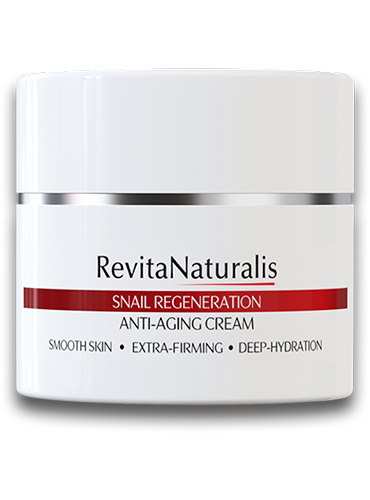 RevitaNaturalis
SNAIL REGENERATION
ANTI-AGING CREAM
SMOOTH SKIN • EXTRA-FIRMING • DEEP-HYDRATION